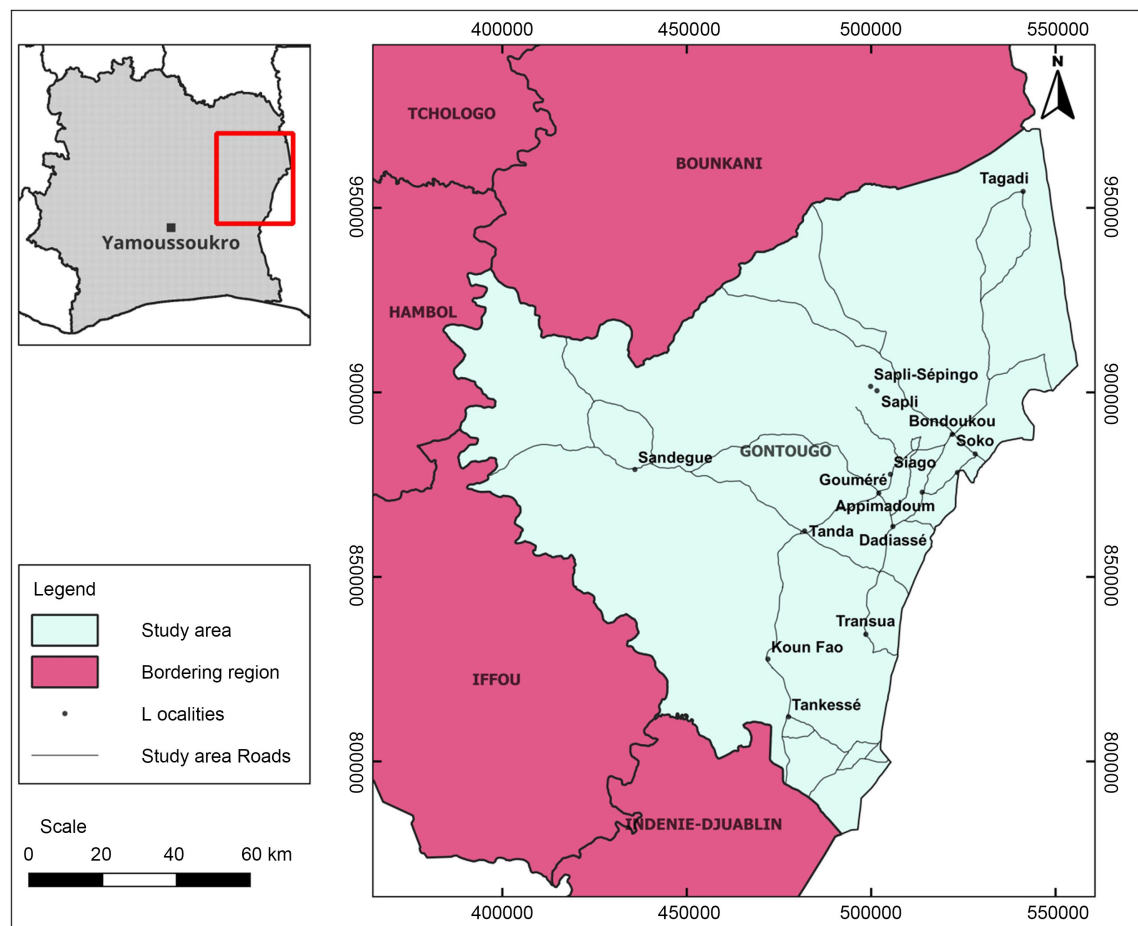 400000 450000 500000 550000
N
TCHOLOGO
BOUNKANI
Tagadi
950000
950000
Yamoussoukro
HAMBOL
Sapli-Sépingo
900000
900000
Sapli
Bondoukou
Soko
GONTOUGO
Sandegue
Siago
Gouméré
Appimadoum
Tanda
Dadiassé
850000
850000
Legend
Study area
Transua
Koun Fao
Bordering region
IFFOU
Tankessé
L ocalities
Study area Roads
800000
800000
Scale
INDENIE-DJUABLIN
0 20 40 60 km
400000 450000 500000 550000